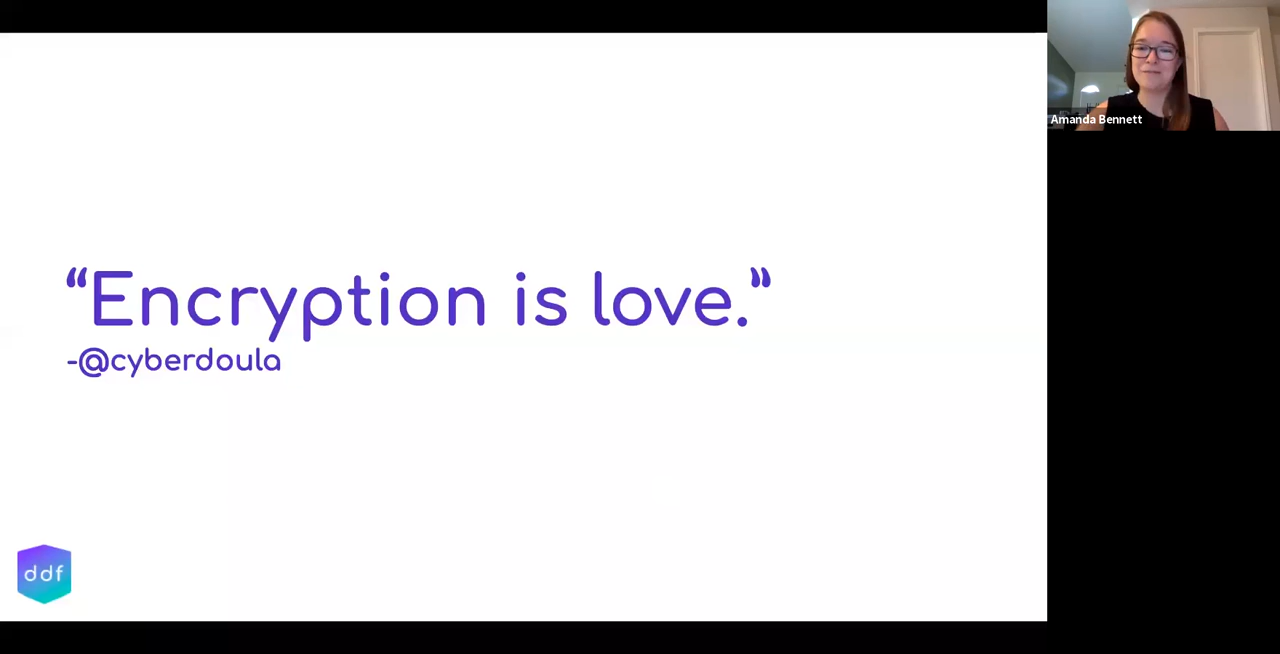 “Encryption is love.”
-@cyberdoula
ddf
Amanda Bennett